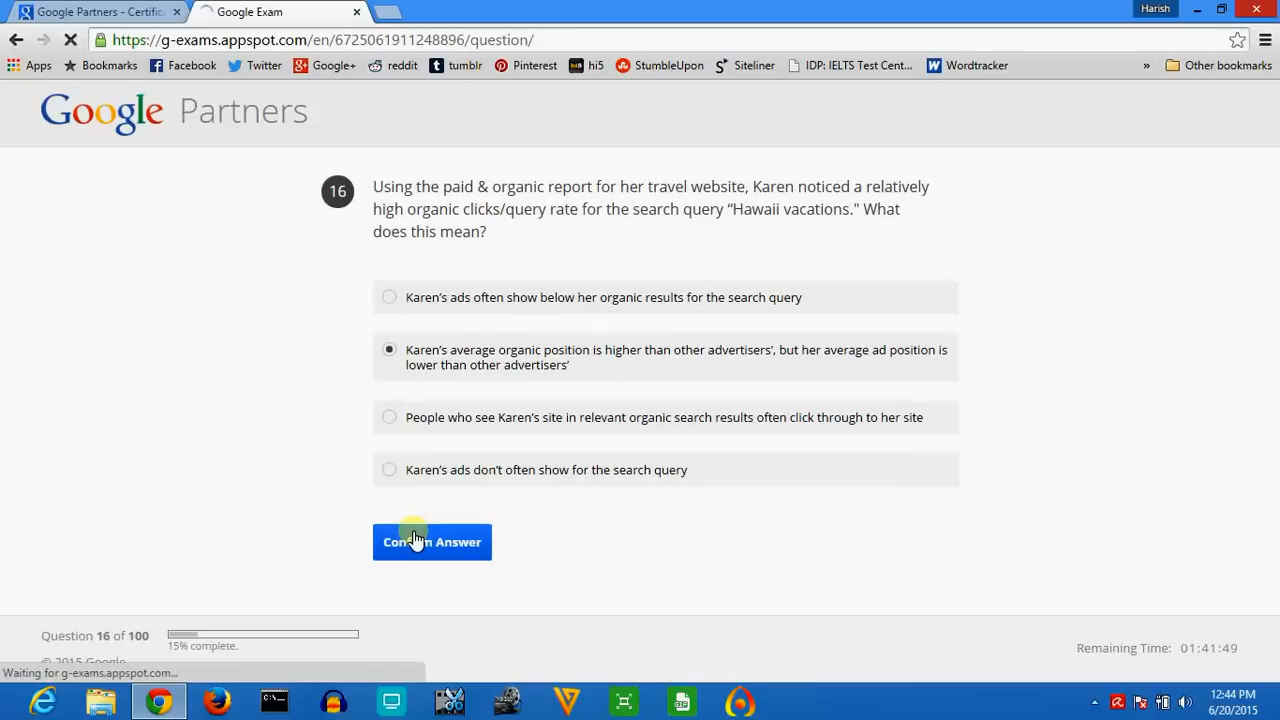 Google Partners - Certific
Google Exam
Harish
https://g-exams.appspot.com/en/6725061911248896/question/
Apps
Bookmarks
Facebook
Twitter
Google+
reddit
tumblr
Pinterest
hi5
StumbleUpon
Siteliner
IDP: IELTS Test Cent...
Wordtracker
»
Other bookmarks
Google Partners
16
Using the paid & organic report for her travel website, Karen noticed a relatively
high organic clicks/query rate for the search query “Hawaii vacations." What
does this mean?
Karen’s ads often show below her organic results for the search query
Karen’s average organic position is higher than other advertisers’, but her average ad position is
lower than other advertisers’
People who see Karen’s site in relevant organic search results often click through to her site
Karen’s ads don’t often show for the search query
Confirm Answer
Question 16 of 100
15% complete.
Remaining Time: 01:41:49
© 2015 Google
Waiting for g-exams.appspot.com...
12:44 PM
6/20/2015